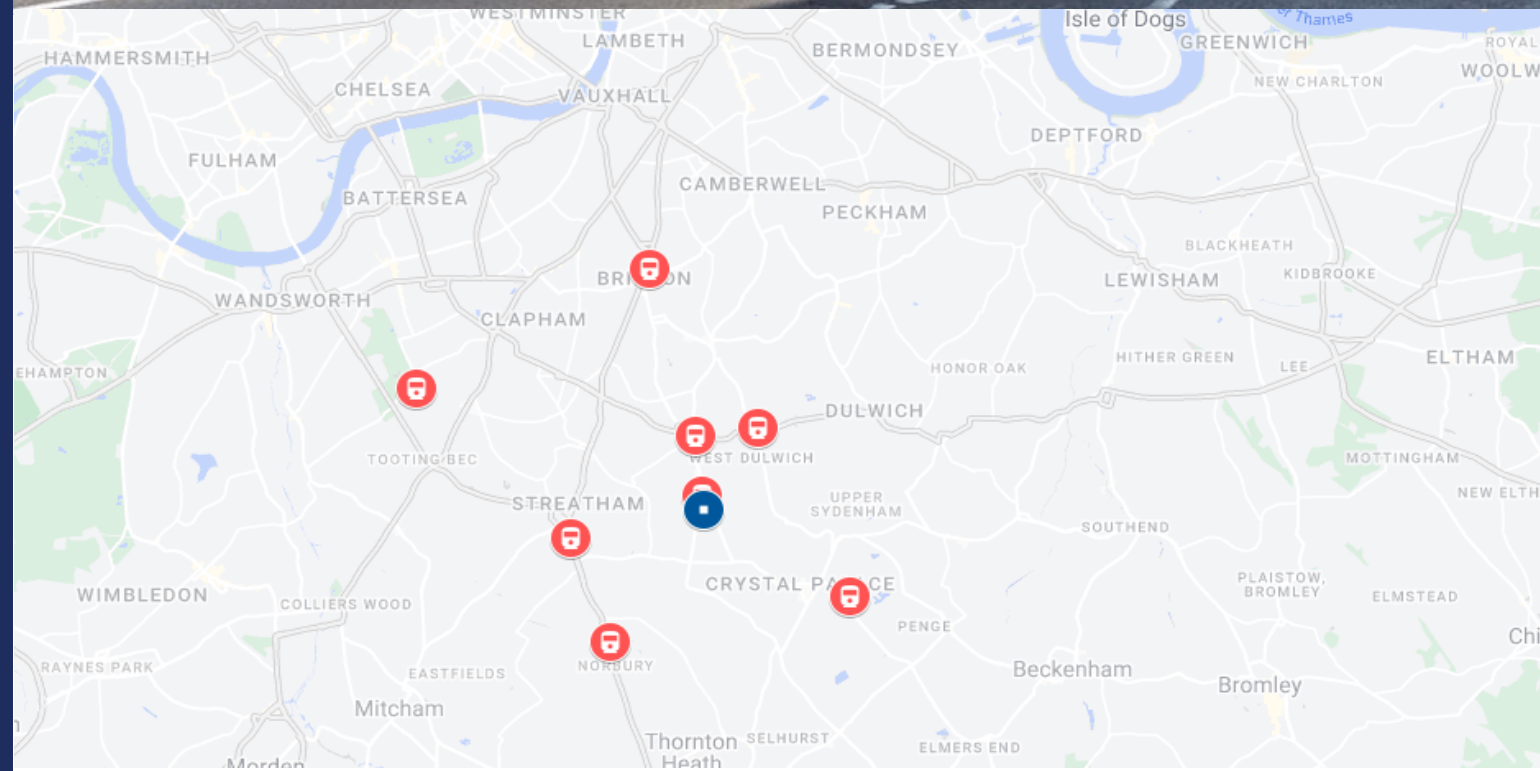 WESTMINSTER
Isle of Dogs
of Thames
LAMBETH
GREENWICH
ROYAL
HAMMERSMITH
BERMONDSEY
WOOLW
CHELSEA
NEW CHARLTON
VAUXHALL
DEPTFORD
FULHAM
CAMBERWELL
BATTERSEA
PECKHAM
BLACKHEATH
KIDBROOKE
LEWISHAM
WANDSWORTH
CLAPHAM
HITHER GREEN
ELTHAM
HONOR OAK
LEE
EHAMPTON
DULWICH
TOOTING BEC
WEST DULWICH
MOTTINGHAM
NEW ELTH
STREATHAM
UPPER
SYDENHAM
SOUTHEND
CRYSTAL PALACE
PLAISTOW,
BROMLEY
WIMBLEDON
ELMSTEAD
COLLIERS WOOD
PENGE
Chi
RAYNES PARK
NORBURY
EASTFIELDS
Beckenham
Bromley
Mitcham
Thornton
Heath
SELHURST
ELMERS END
Morden